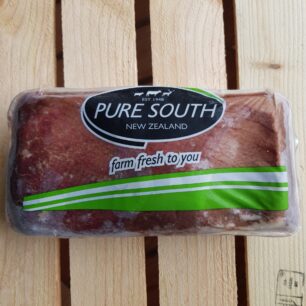 EST. 1948
PURE SOUTH
NEW ZEALAND
farm fresh to you